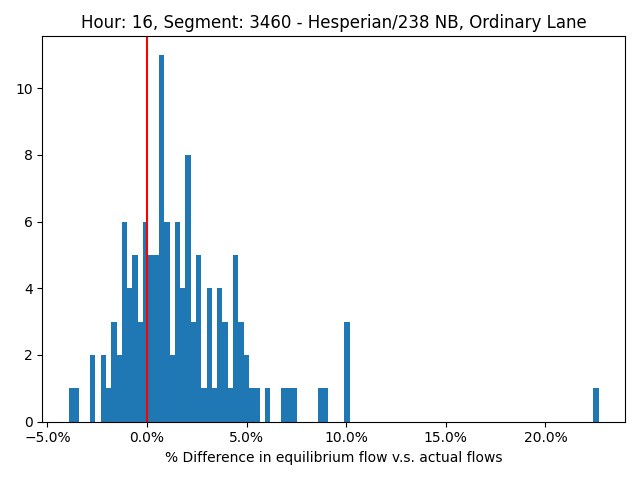 Hour: 16, Segment: 3460 - Hesperian/238 NB, Ordinary Lane
10
8
6
4
2
0
−5.0% 0.0% 5.0% 10.0% 15.0% 20.0%
% Difference in equilibrium flow v.s. actual flows